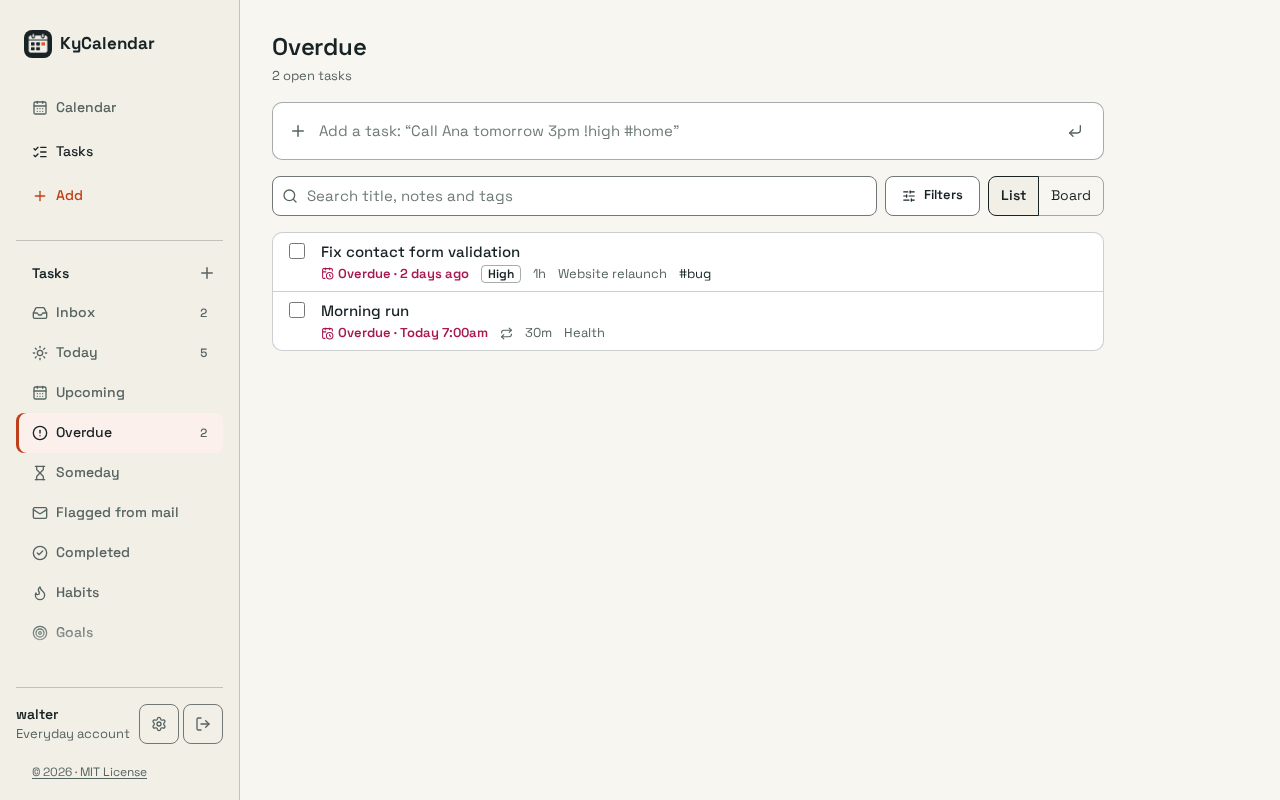 KyCalendar
Calendar
Tasks
Add
Tasks
Inbox 2
Today 5
Upcoming
Overdue 2
Someday
Flagged from mail
Completed
Habits
Goals
walter
Everyday account
© 2026 · MIT License
Overdue
2 open tasks
Add a task: “Call Ana tomorrow 3pm !high #home”
Search title, notes and tags
Filters
List
Board
Fix contact form validation
Overdue · 2 days ago High 1h Website relaunch #bug
Morning run
Overdue · Today 7:00am 30m Health